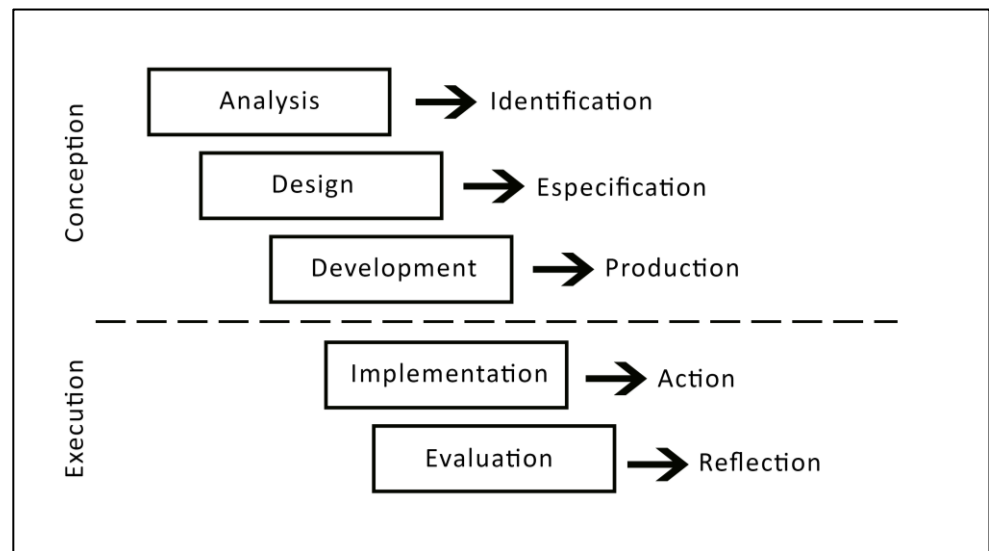 Conception
Analysis
Identification
Design
Especification
Development
Production
Execution
Implementation
Action
Evaluation
Reflection